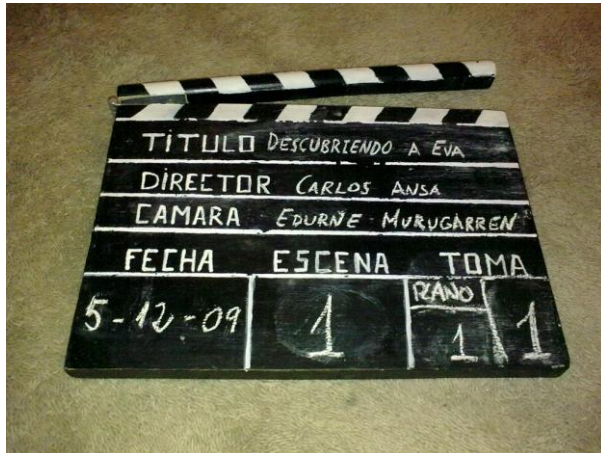 TITULO DESCUBRIENDO A EVA
DIRECTOR CARLOS ANSA
CAMARA EDURNE MURUGARREN
FECHA ESCENA TOMA
PLANO
5-12-09 1 1 1